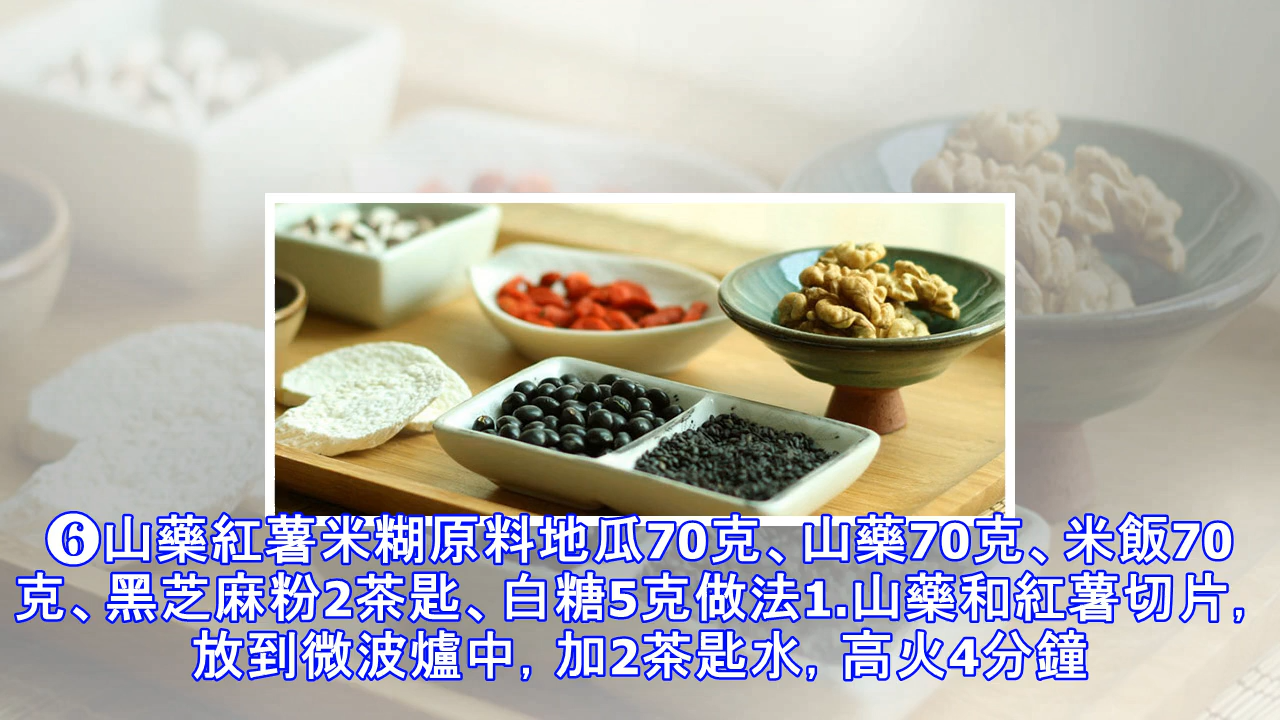 ❻山藥紅薯米糊原料地瓜70克、山藥70克、米飯70
克、黑芝麻粉2茶匙、白糖5克做法1.山藥和紅薯切片,
放到微波爐中, 加2茶匙水, 高火4分鐘